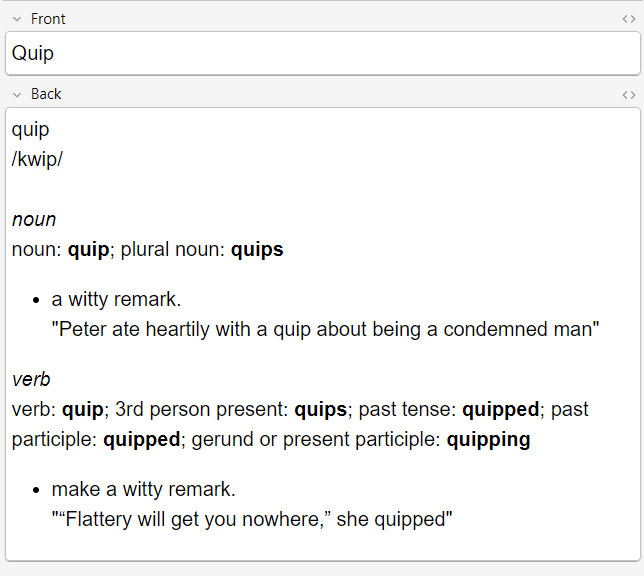 Front
Quip
Back
quip
/kwip/
noun
noun: quip; plural noun: quips
• a witty remark.
"Peter ate heartily with a quip about being a condemned man"
verb
verb: quip; 3rd person present: quips; past tense: quipped; past
participle: quipped; gerund or present participle: quipping
• make a witty remark.
"“Flattery will get you nowhere,” she quipped"